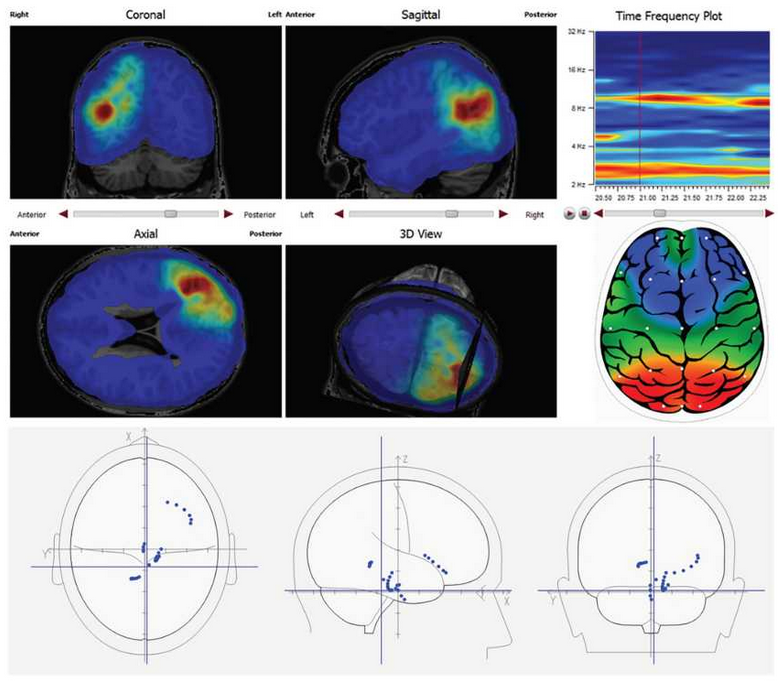 Right Coronal Left
Anterior Sagittal Posterior
Time Frequency Plot
32 Hz
16 Hz
8 Hz
4 Hz
2 Hz
20.50 20.75 21.00 21.25 21.50 21.75 22.00 22.25
Anterior Posterior
Left Right
Anterior Axial Posterior
3D View
X
Y
Z
X
Z
Y